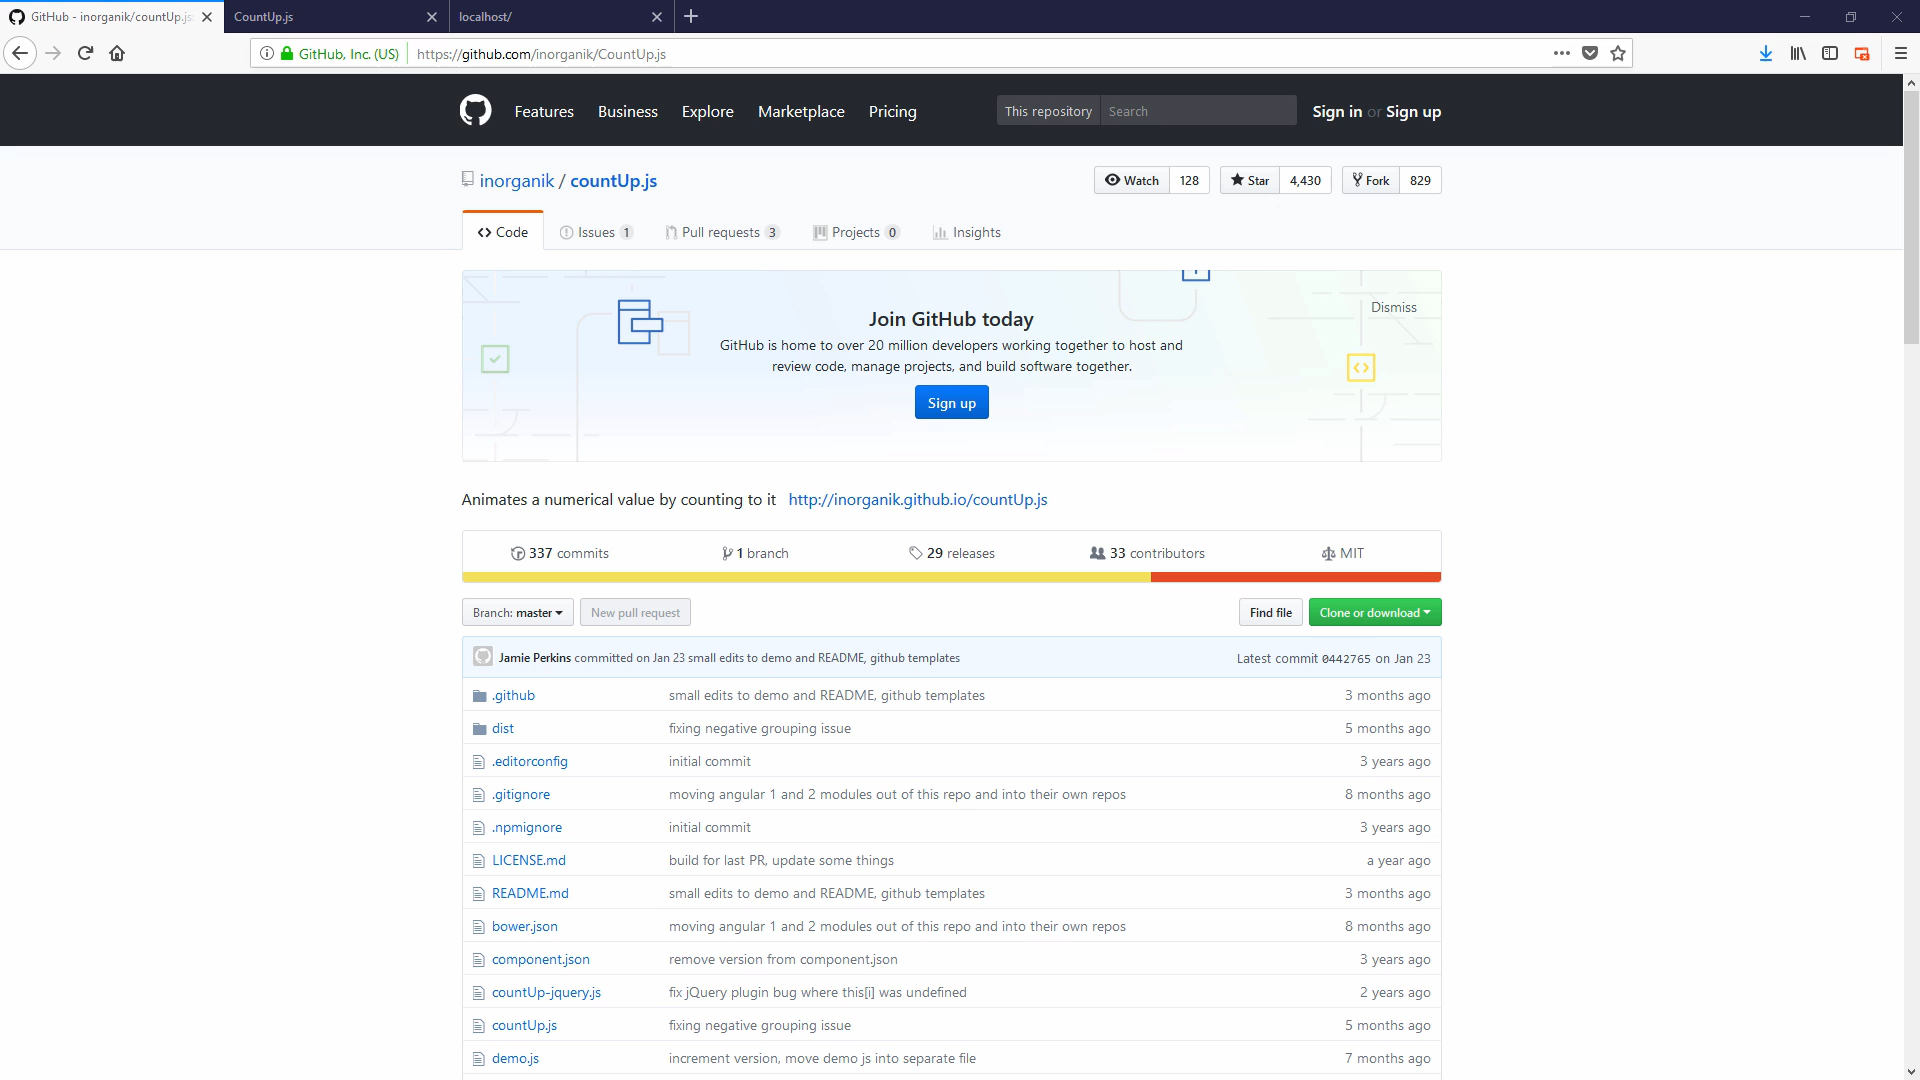 GitHub - inorganik/countUp.js
CountUp.js
localhost/
GitHub, Inc. (US)
https://github.com/inorganik/CountUp.js
Features Business Explore Marketplace Pricing
This repository Search
Sign in or Sign up
inorganik / countUp.js
Watch 128
Star 4,430
Fork 829
Code
Issues 1
Pull requests 3
Projects 0
Insights
Dismiss
Join GitHub today
GitHub is home to over 20 million developers working together to host and
review code, manage projects, and build software together.
Sign up
Animates a numerical value by counting to it http://inorganik.github.io/countUp.js
337 commits
1 branch
29 releases
33 contributors
MIT
Branch: master
New pull request
Find file
Clone or download
Jamie Perkins committed on Jan 23 small edits to demo and README, github templates
Latest commit 0442765 on Jan 23
.github small edits to demo and README, github templates 3 months ago
dist fixing negative grouping issue 5 months ago
.editorconfig initial commit 3 years ago
.gitignore moving angular 1 and 2 modules out of this repo and into their own repos 8 months ago
.npmignore initial commit 3 years ago
LICENSE.md build for last PR, update some things a year ago
README.md small edits to demo and README, github templates 3 months ago
bower.json moving angular 1 and 2 modules out of this repo and into their own repos 8 months ago
component.json remove version from component.json 3 years ago
countUp-jquery.js fix jQuery plugin bug where this[i] was undefined 2 years ago
countUp.js fixing negative grouping issue 5 months ago
demo.js increment version, move demo js into separate file 7 months ago